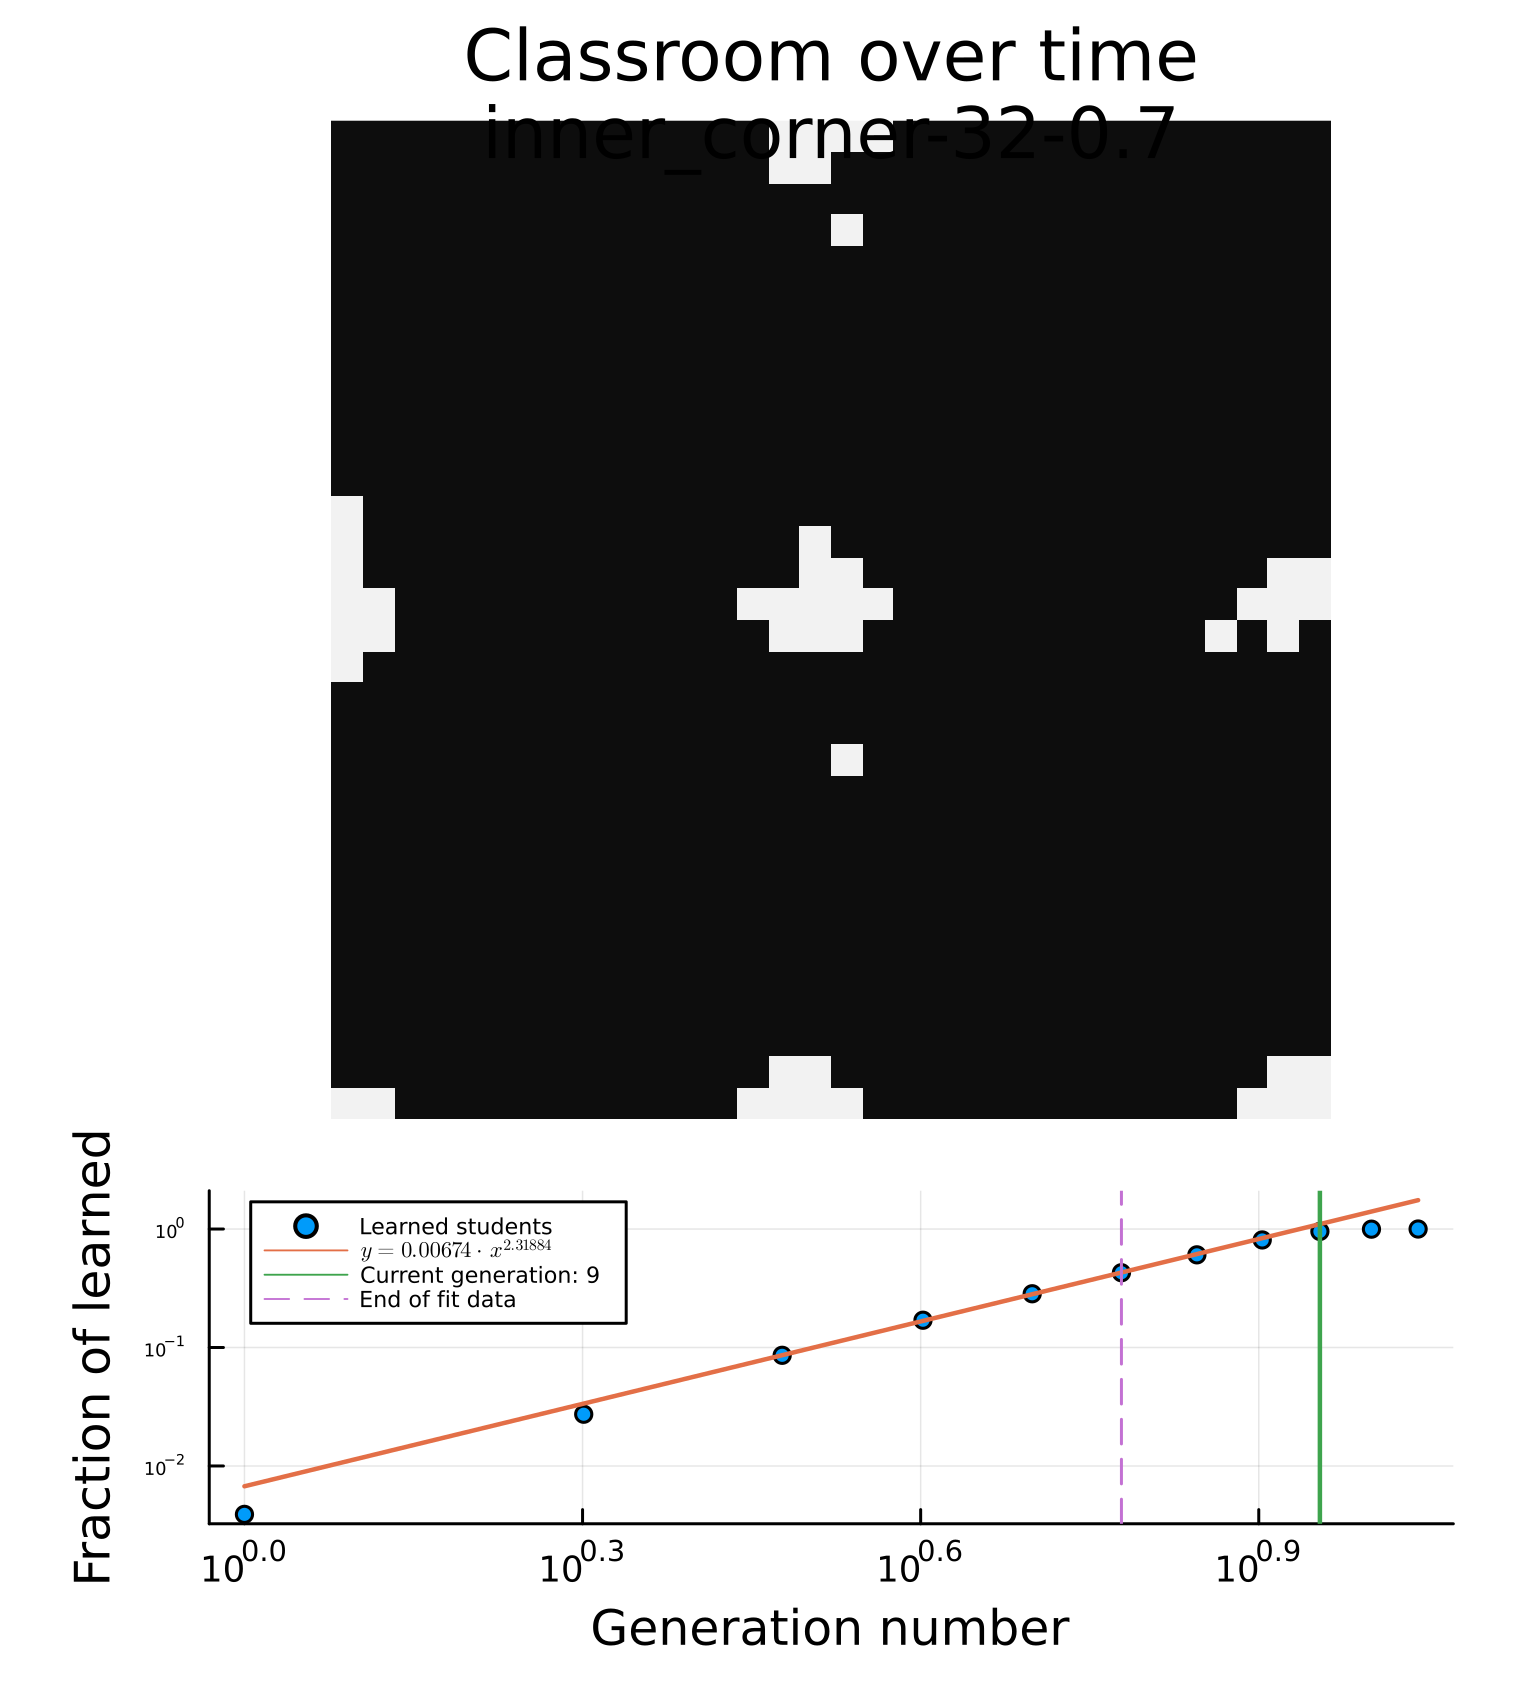 Classroom over time
inner_corner-32-0.7
Fraction of learned
10⁰
10⁻¹
10⁻²
Learned students
y = 0.00674 · x^2.31884
Current generation: 9
End of fit data
10^0.0 10^0.3 10^0.6 10^0.9
Generation number